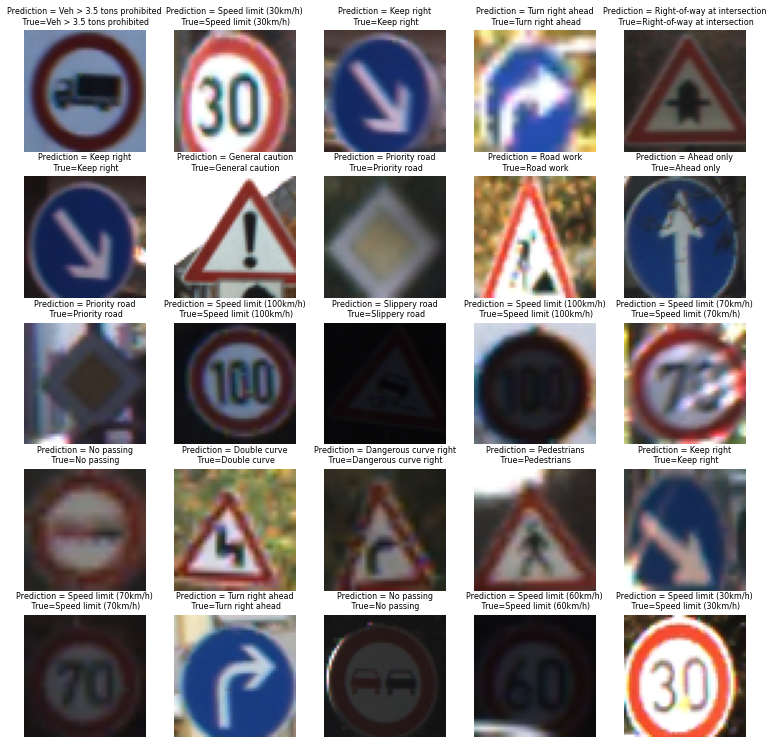 Prediction = Veh > 3.5 tons prohibited
True=Veh > 3.5 tons prohibited
Prediction = Speed limit (30km/h)
True=Speed limit (30km/h)
Prediction = Keep right
True=Keep right
Prediction = Turn right ahead
True=Turn right ahead
Prediction = Right-of-way at intersection
True=Right-of-way at intersection
30
Prediction = Keep right
True=Keep right
Prediction = General caution
True=General caution
Prediction = Priority road
True=Priority road
Prediction = Road work
True=Road work
Prediction = Ahead only
True=Ahead only
!
Prediction = Priority road
True=Priority road
Prediction = Speed limit (100km/h)
True=Speed limit (100km/h)
Prediction = Slippery road
True=Slippery road
Prediction = Speed limit (100km/h)
True=Speed limit (100km/h)
Prediction = Speed limit (70km/h)
True=Speed limit (70km/h)
100
100
70
Prediction = No passing
True=No passing
Prediction = Double curve
True=Double curve
Prediction = Dangerous curve right
True=Dangerous curve right
Prediction = Pedestrians
True=Pedestrians
Prediction = Keep right
True=Keep right
Prediction = Speed limit (70km/h)
True=Speed limit (70km/h)
Prediction = Turn right ahead
True=Turn right ahead
Prediction = No passing
True=No passing
Prediction = Speed limit (60km/h)
True=Speed limit (60km/h)
Prediction = Speed limit (30km/h)
True=Speed limit (30km/h)
70
60
30